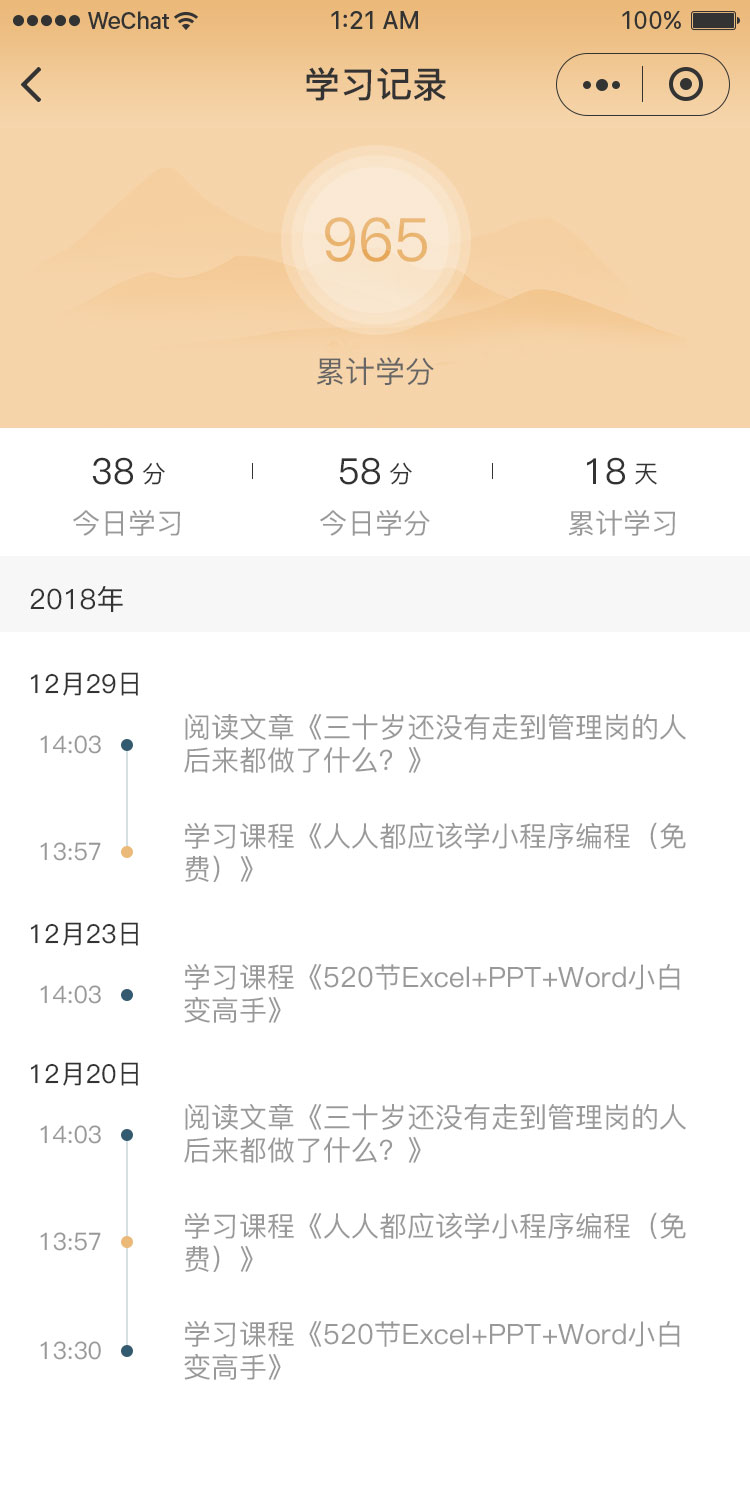 WeChat 1:21 AM 100%
学习记录
965
累计学分
38 分 58 分 18 天
今日学习 今日学分 累计学习
2018年
12月29日
阅读文章《三十岁还没有走到管理岗的人
14:03
后来都做了什么？》
学习课程《人人都应该学小程序编程（免
13:57
费）》
12月23日
学习课程《520节Excel+PPT+Word小白
14:03
变高手》
12月20日
阅读文章《三十岁还没有走到管理岗的人
14:03
后来都做了什么？》
学习课程《人人都应该学小程序编程（免
13:57
费）》
学习课程《520节Excel+PPT+Word小白
13:30
变高手》